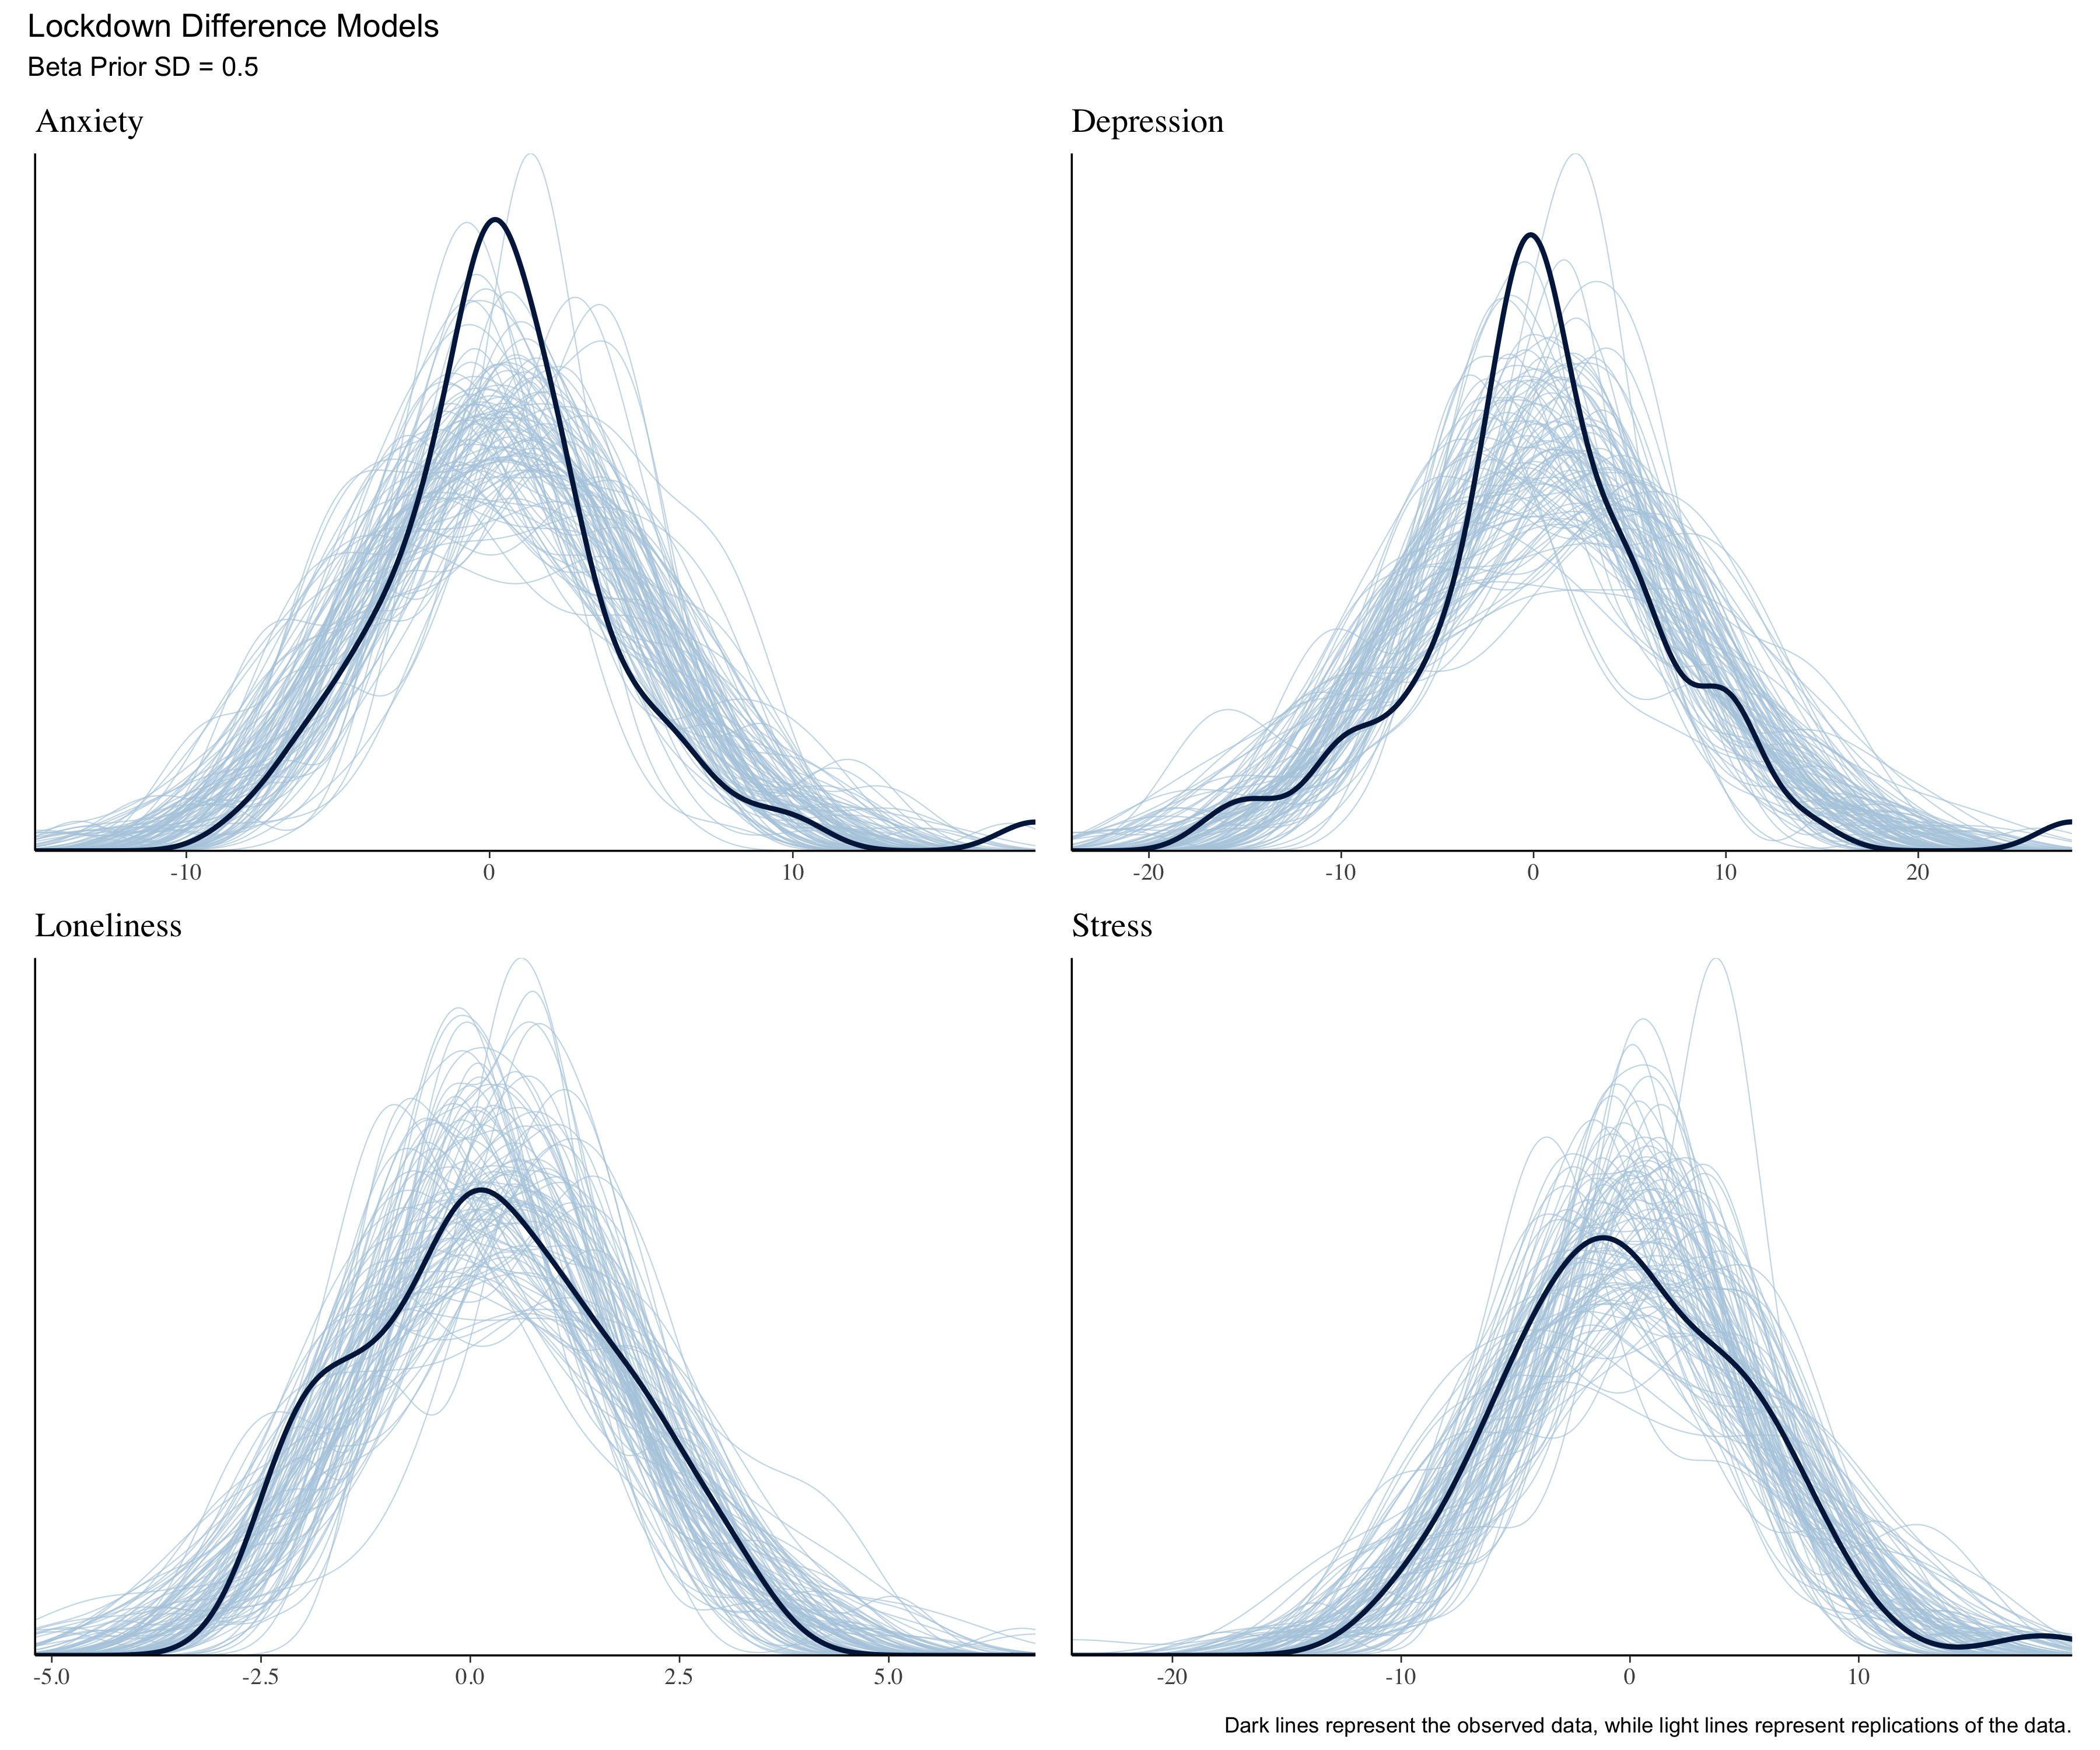 Lockdown Difference Models
Beta Prior SD = 0.5
Anxiety
Depression
-10 0 10
-20 -10 0 10 20
Loneliness
Stress
-5.0 -2.5 0.0 2.5 5.0
-20 -10 0 10
Dark lines represent the observed data, while light lines represent replications of the data.